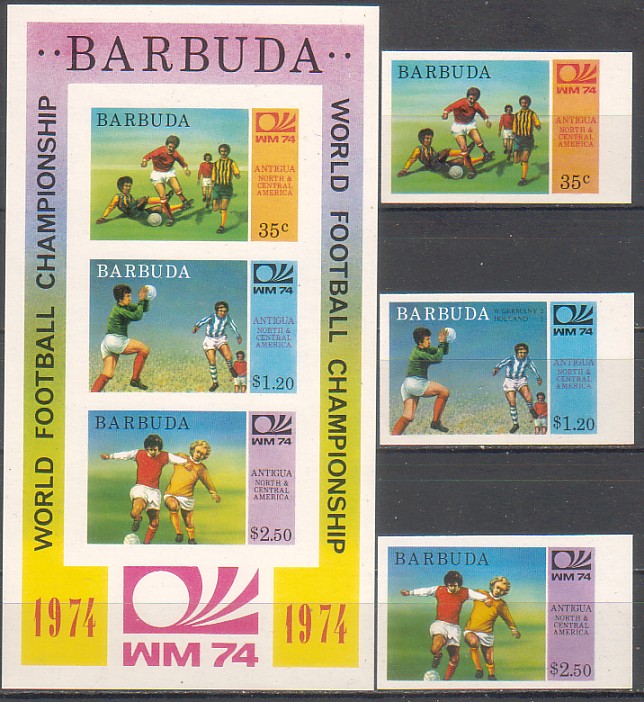 BARBUDA
WORLD FOOTBALL CHAMPIONSHIP
WORLD FOOTBALL CHAMPIONSHIP
BARBUDA
WM 74
ANTIGUA
NORTH &
CENTRAL
AMERICA
35c
BARBUDA
WM 74
ANTIGUA
NORTH &
CENTRAL
AMERICA
$1.20
BARBUDA
WM 74
ANTIGUA
NORTH &
CENTRAL
AMERICA
$2.50
1974
1974
WM 74
BARBUDA
WM 74
ANTIGUA
NORTH &
CENTRAL
AMERICA
35c
BARBUDA
W. GERMANY 2
HOLLAND
WM 74
ANTIGUA
NORTH &
CENTRAL
AMERICA
$1.20
BARBUDA
WM 74
ANTIGUA
NORTH &
CENTRAL
AMERICA
$2.50